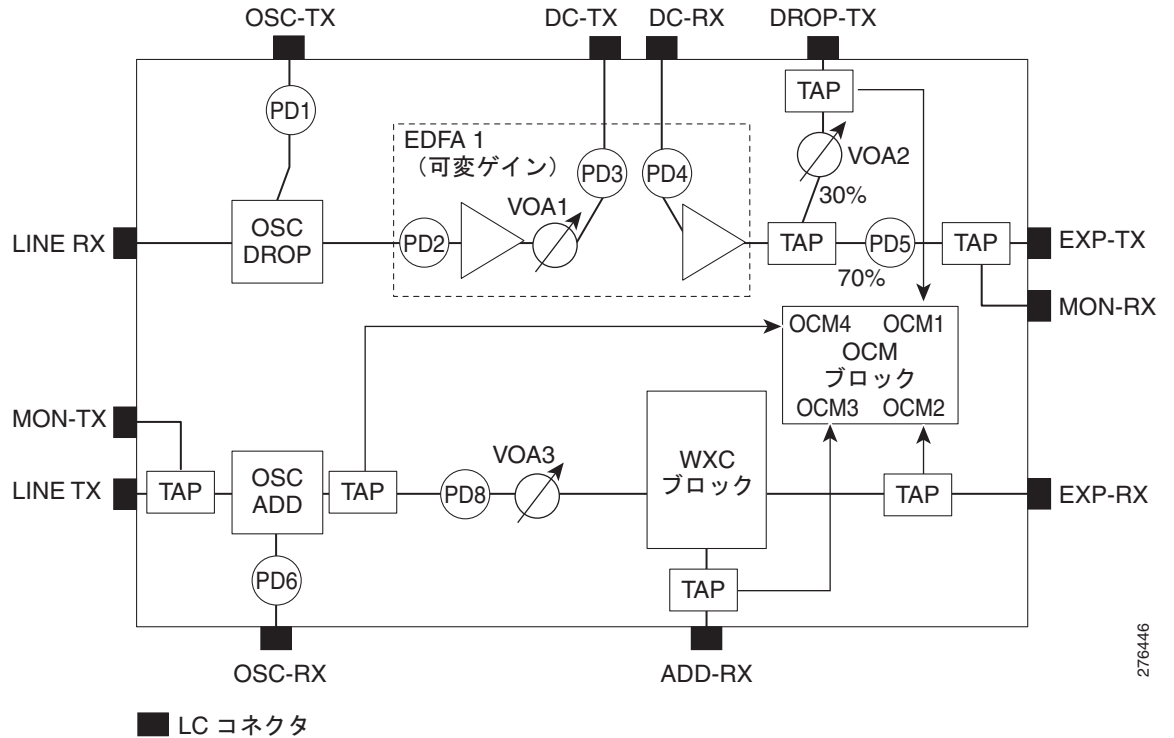 OSC-TX
DC-TX
DC-RX
DROP-TX
TAP
PD1
EDFA 1
（可変ゲイン）
PD3
PD4
VOA2
30%
VOA1
LINE RX
OSC
DROP
PD2
TAP
PD5
TAP
EXP-TX
70%
MON-RX
OCM4
OCM1
OCM
ブロック
OCM3
OCM2
MON-TX
LINE TX
TAP
OSC
ADD
TAP
PD8
VOA3
WXC
ブロック
TAP
EXP-RX
PD6
TAP
OSC-RX
ADD-RX
276446
LC コネクタ